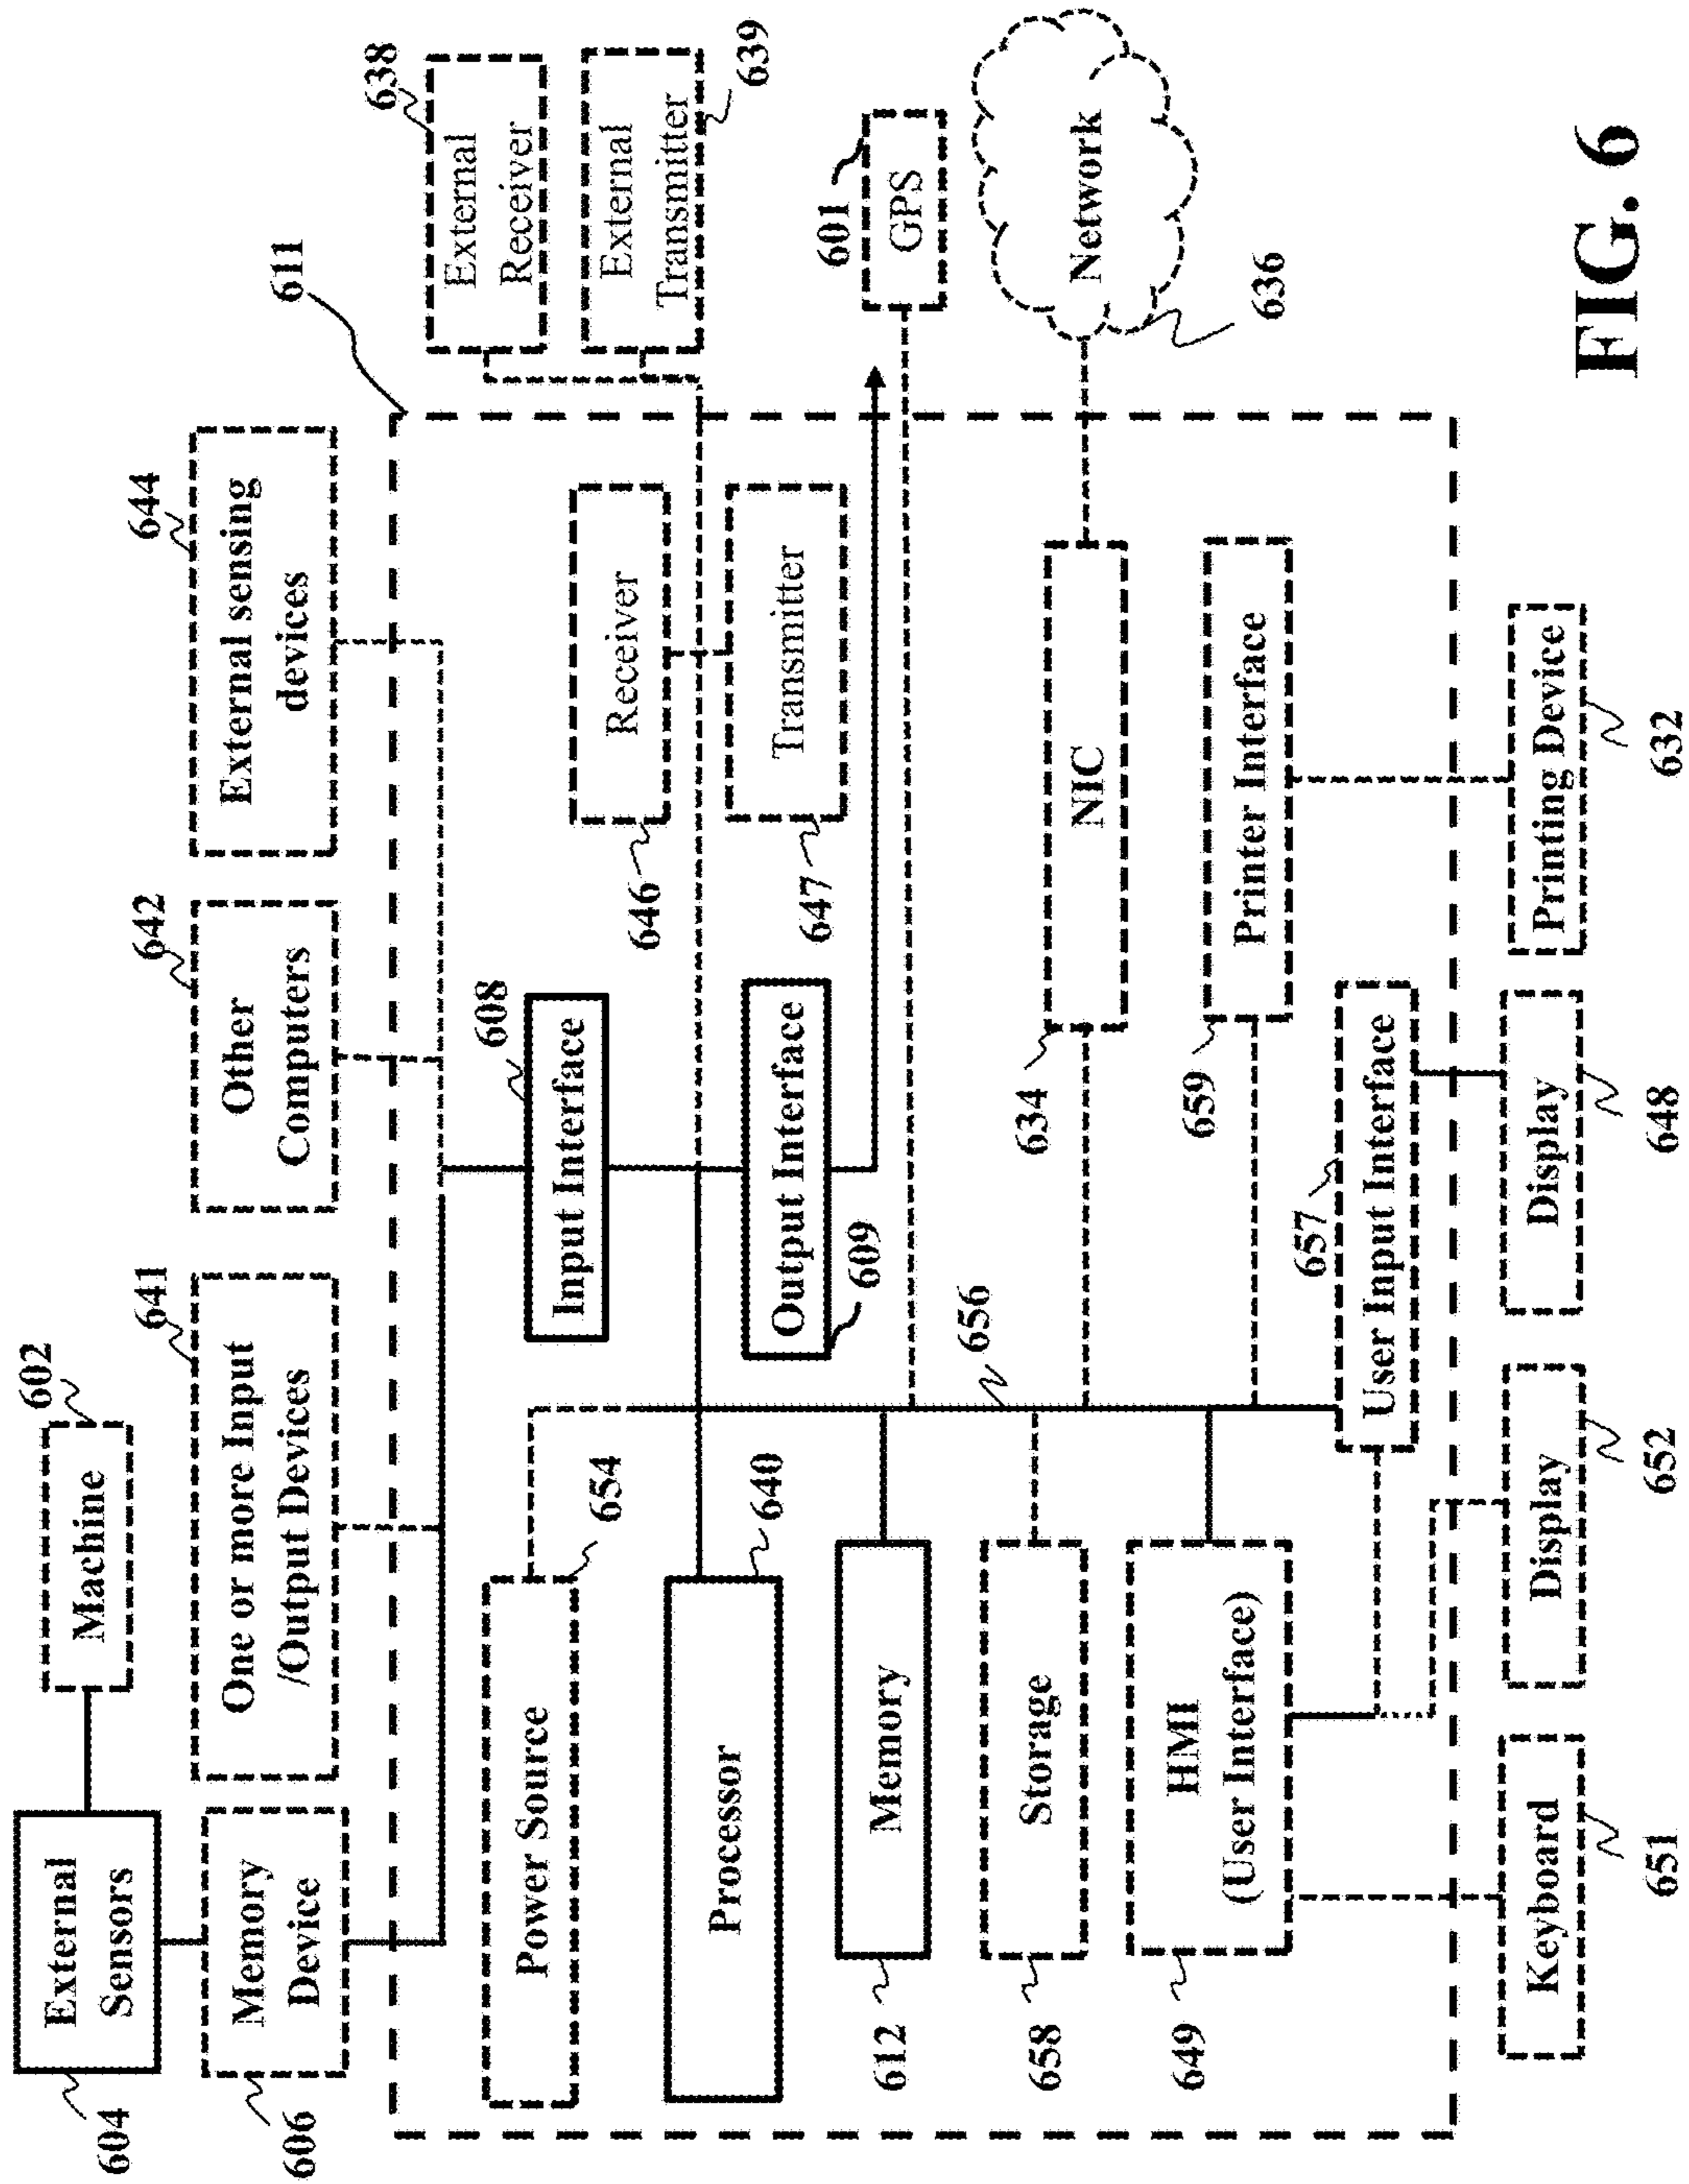 602
Machine
604
External
Sensors
606
Memory
Device
641
One or more Input
/Output Devices
642
Other
Computers
644
External sensing
devices
611
638
External
Receiver
External
Transmitter
639
654
Power Source
608
Input Interface
646
Receiver
640
Processor
Output Interface
609
647
Transmitter
601
GPS
612
Memory
656
658
Storage
634
NIC
Network
636
649
HMI
(User Interface)
659
Printer Interface
657
User Input Interface
Keyboard
651
Display
652
Display
648
Printing Device
632
FIG. 6